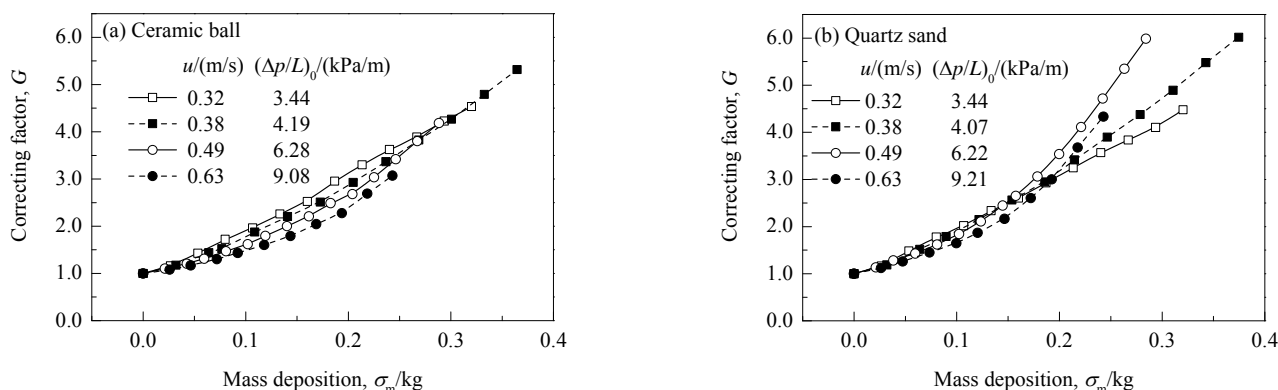 (a) Ceramic ball
u/(m/s) (Δp/L)0/(kPa/m)
0.32 3.44
0.38 4.19
0.49 6.28
0.63 9.08
6.0
5.0
4.0
3.0
2.0
1.0
0.0
Correcting factor, G
0.0 0.1 0.2 0.3 0.4
Mass deposition, σm/kg
(b) Quartz sand
u/(m/s) (Δp/L)0/(kPa/m)
0.32 3.44
0.38 4.07
0.49 6.22
0.63 9.21
6.0
5.0
4.0
3.0
2.0
1.0
0.0
Correcting factor, G
0.0 0.1 0.2 0.3 0.4
Mass deposition, σm/kg